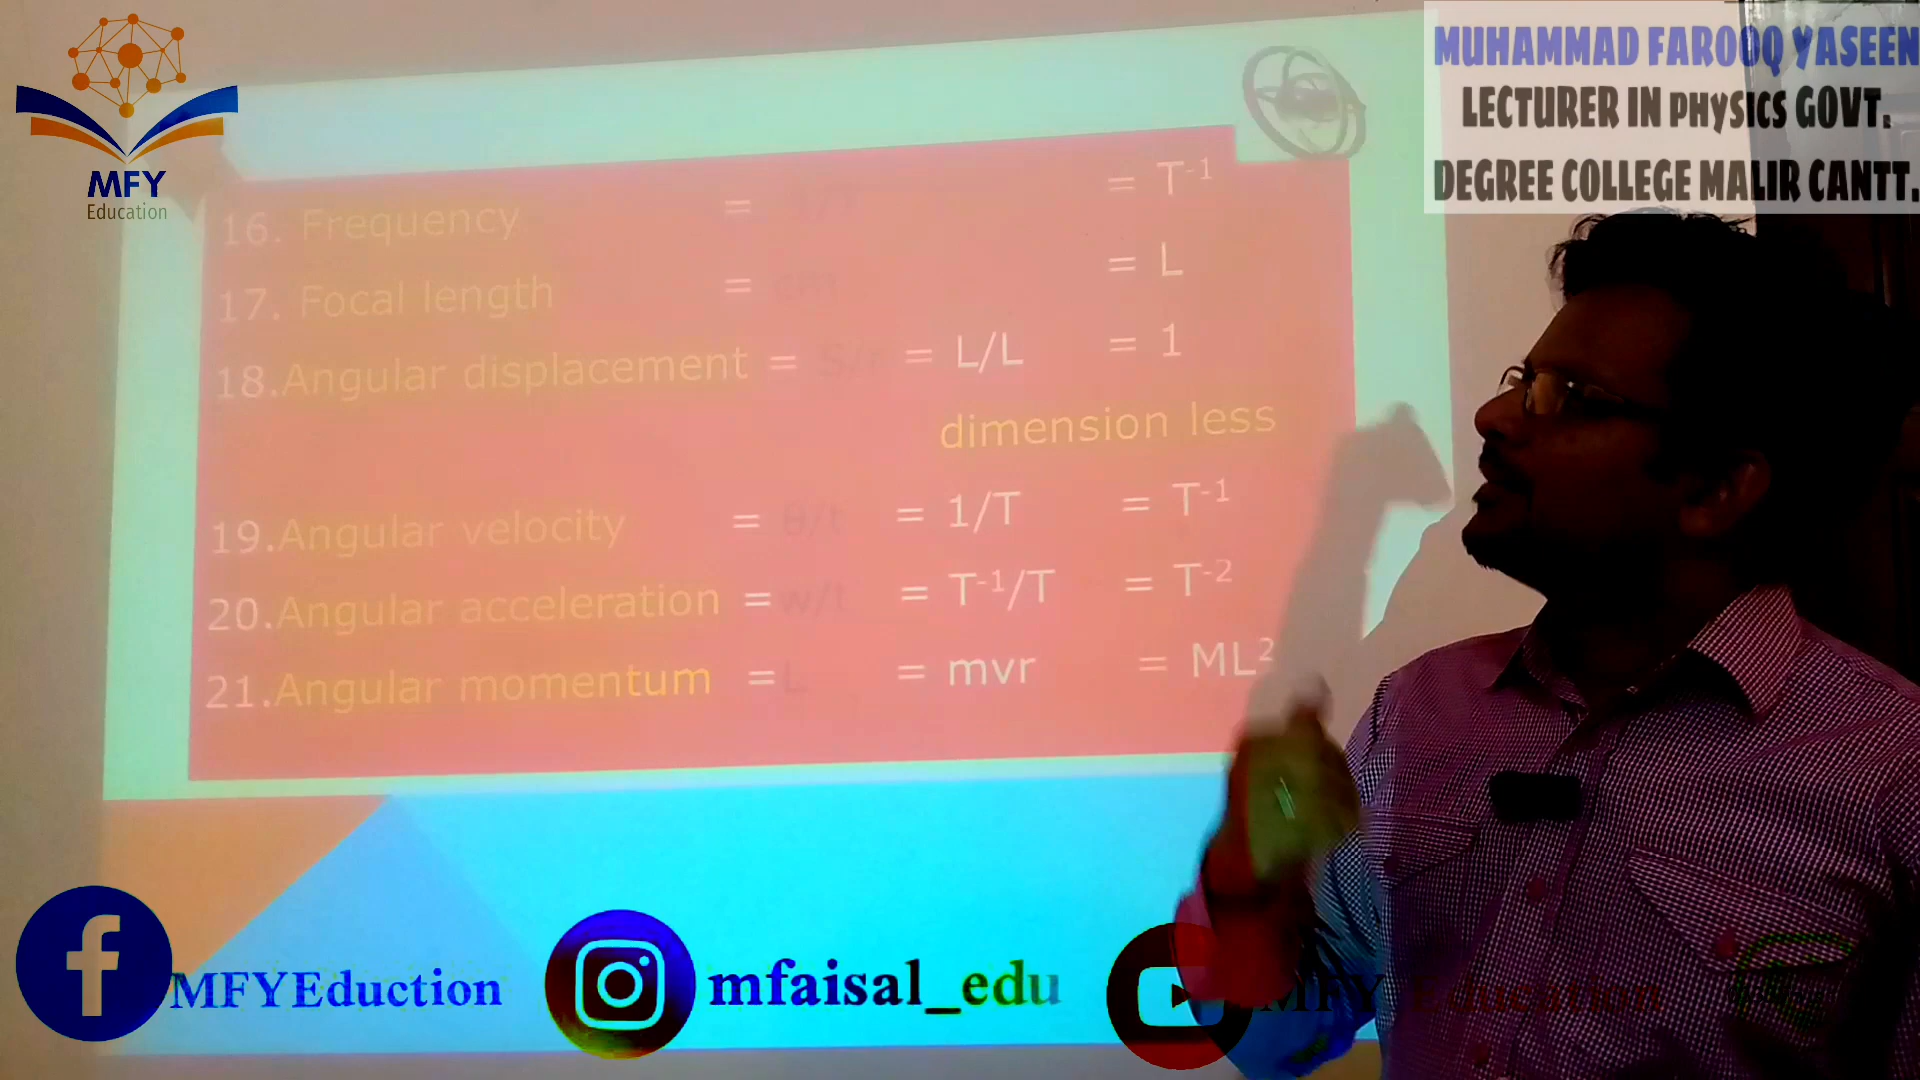 MFY
Education
MUHAMMAD FAROOQ YASEEN
LECTURER IN PHYSICS GOVT.
DEGREE COLLEGE MALIR CANTT.
16. Frequency = = T-1
17. Focal length = = L
18.Angular displacement = S/r = L/L = 1
dimension less
19.Angular velocity = θ/t = 1/T = T-1
20.Angular acceleration = w/t = T-1/T = T-2
21.Angular momentum =L = mvr = ML2
MFYEduction
mfaisal_edu
MFY Education